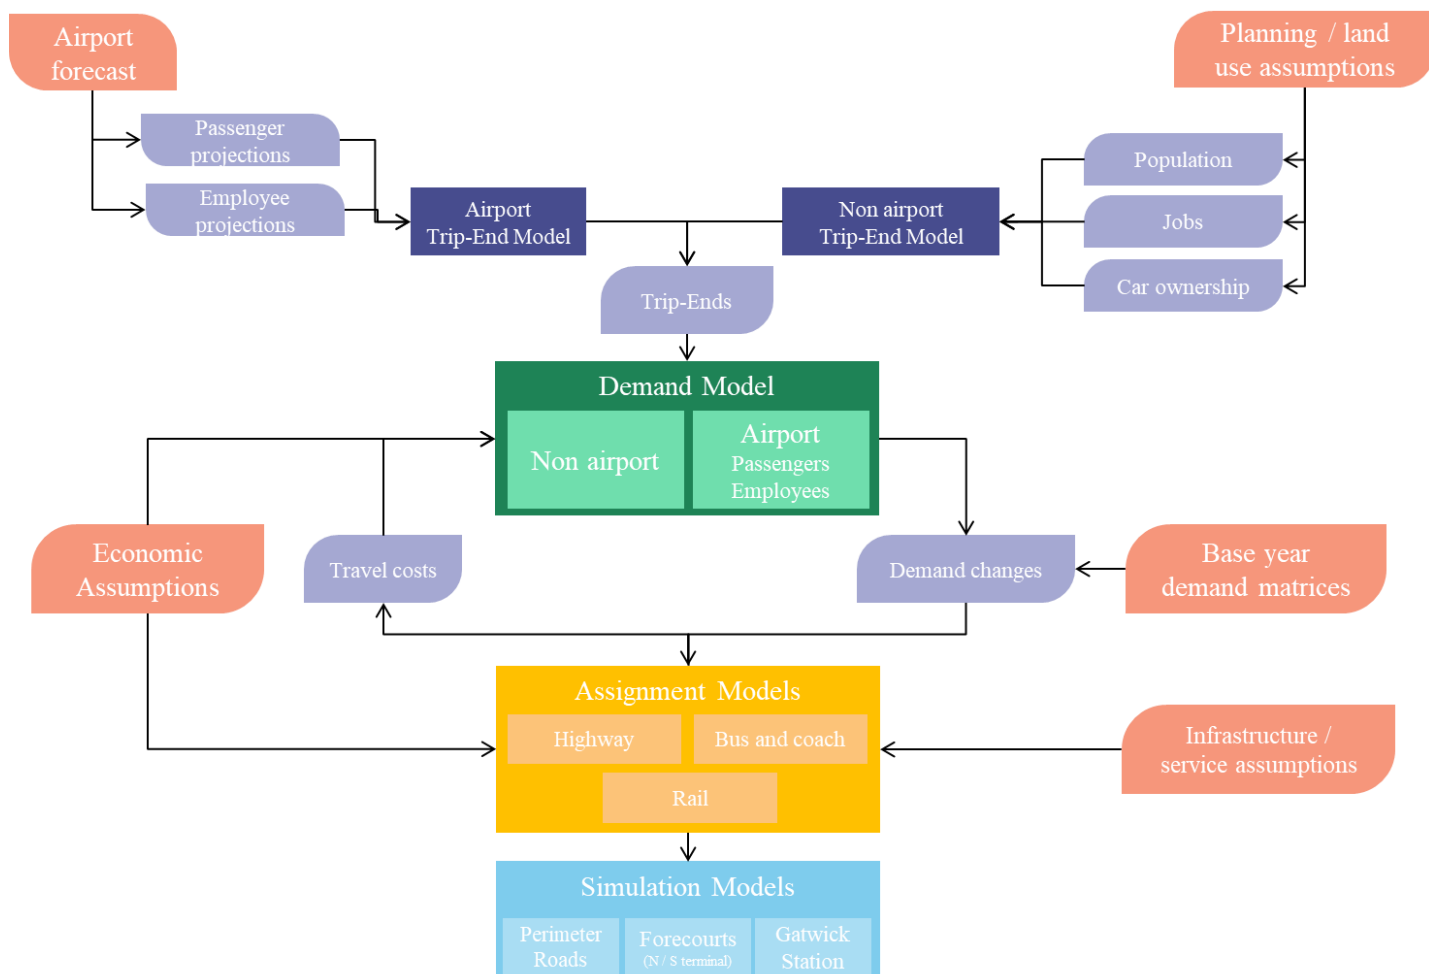 Airport
forecast
Planning / land
use assumptions
Passenger
projections
Population
Employee
projections
Airport
Trip-End Model
Non airport
Trip-End Model
Jobs
Trip-Ends
Car ownership
Demand Model
Non airport
Airport
Passengers
Employees
Economic
Assumptions
Travel costs
Demand changes
Base year
demand matrices
Assignment Models
Highway
Bus and coach
Rail
Infrastructure /
service assumptions
Simulation Models
Perimeter
Roads
Forecourts
(N / S terminal)
Gatwick
Station